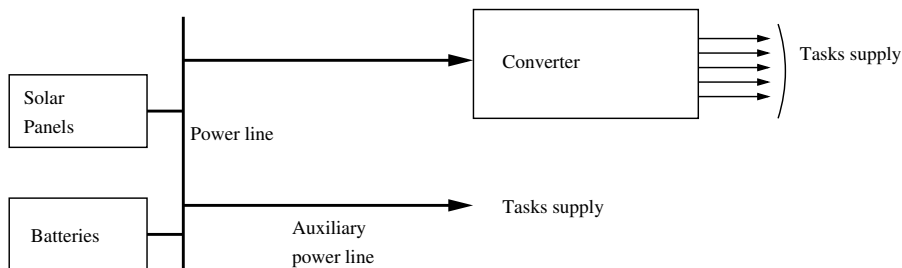 Converter
Tasks supply
Solar
Panels
Power line
Tasks supply
Batteries
Auxiliary
power line